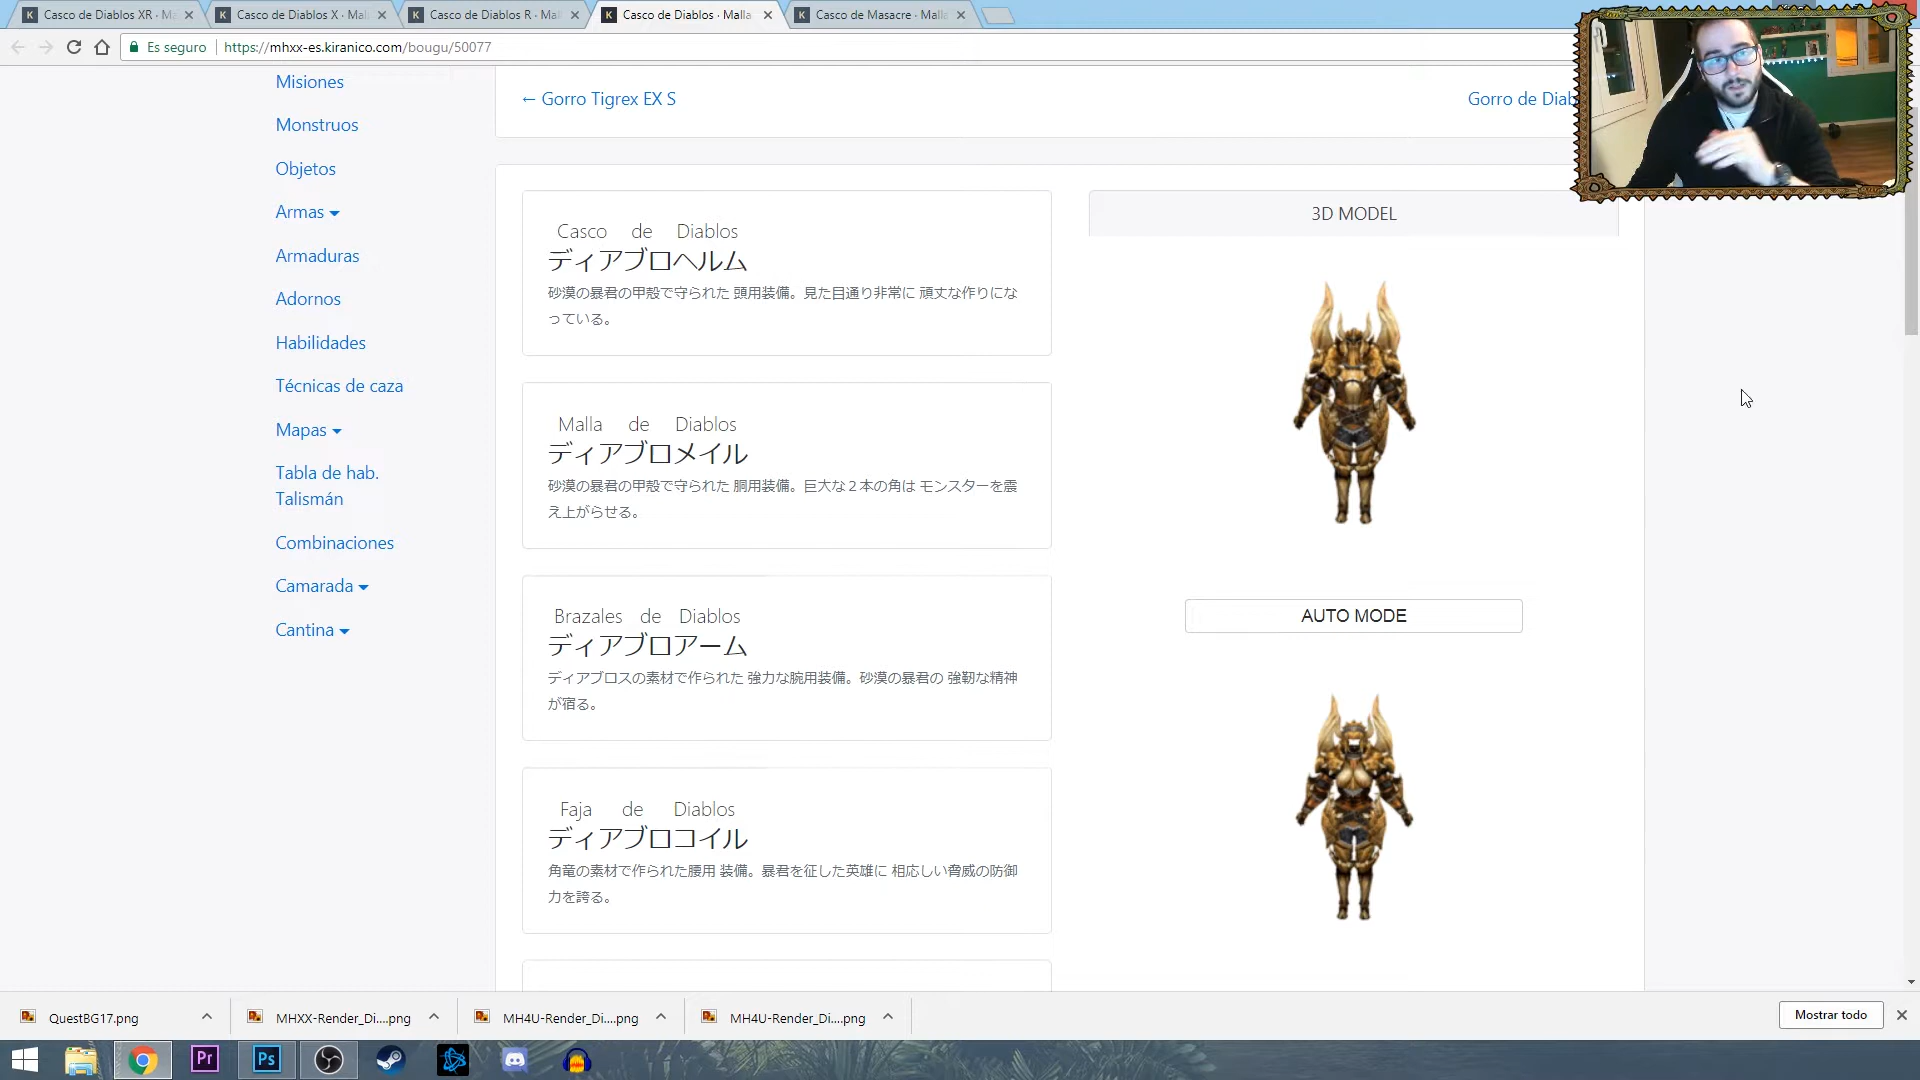 Casco de Diablos XR · Ma
Casco de Diablos X · Mal
Casco de Diablos R · Mal
Casco de Diablos · Malla
Casco de Masacre · Malla
Es seguro
https://mhxx-es.kiranico.com/bougu/50077
Misiones
Monstruos
Objetos
Armas
Armaduras
Adornos
Habilidades
Técnicas de caza
Mapas
Tabla de hab.
Talismán
Combinaciones
Camarada
Cantina
← Gorro Tigrex EX S
Gorro de Diab
Casco de Diablos
ディアブロヘルム
砂漠の暴君の甲殻で守られた 頭用装備。見た目通り非常に 頑丈な作りにな
っている。
Malla de Diablos
ディアブロメイル
砂漠の暴君の甲殻で守られた 胴用装備。巨大な２本の角は モンスターを震
え上がらせる。
Brazales de Diablos
ディアブロアーム
ディアブロスの素材で作られた 強力な腕用装備。砂漠の暴君の 強靭な精神
が宿る。
Faja de Diablos
ディアブロコイル
角竜の素材で作られた腰用 装備。暴君を征した英雄に 相応しい脅威の防御
力を誇る。
3D MODEL
AUTO MODE
QuestBG17.png
MHXX-Render_Di....png
MH4U-Render_Di....png
MH4U-Render_Di....png
Mostrar todo
Pr
Ps